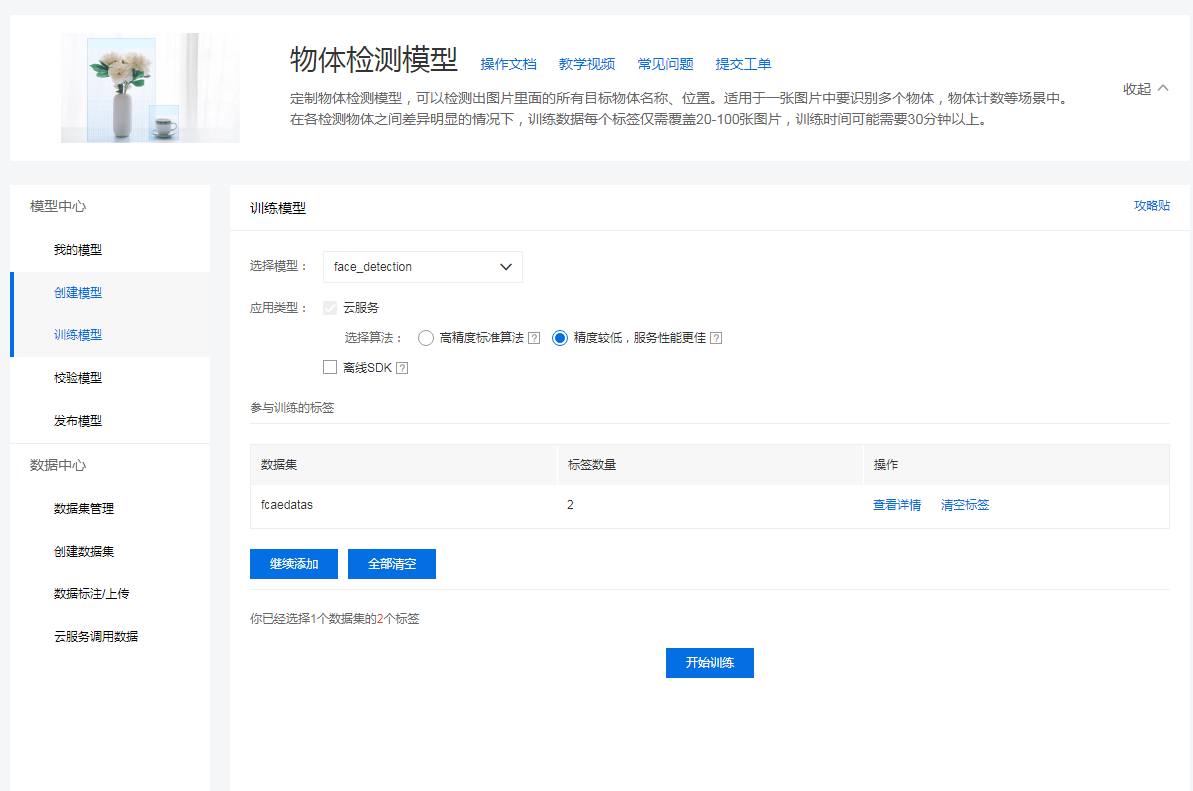 物体检测模型 操作文档 教学视频 常见问题 提交工单
定制物体检测模型，可以检测出图片里面的所有目标物体名称、位置。适用于一张图片中要识别多个物体，物体计数等场景中。
在各检测物体之间差异明显的情况下，训练数据每个标签仅需覆盖20-100张图片，训练时间可能需要30分钟以上。
收起
模型中心
我的模型
创建模型
训练模型
校验模型
发布模型
数据中心
数据集管理
创建数据集
数据标注/上传
云服务调用数据
训练模型 攻略贴
选择模型： face_detection
应用类型： 云服务
选择算法： 高精度标准算法 ? 精度较低，服务性能更佳 ?
离线SDK ?
参与训练的标签
数据集 标签数量 操作
fcaedatas 2 查看详情 清空标签
继续添加 全部清空
你已经选择1个数据集的2个标签
开始训练